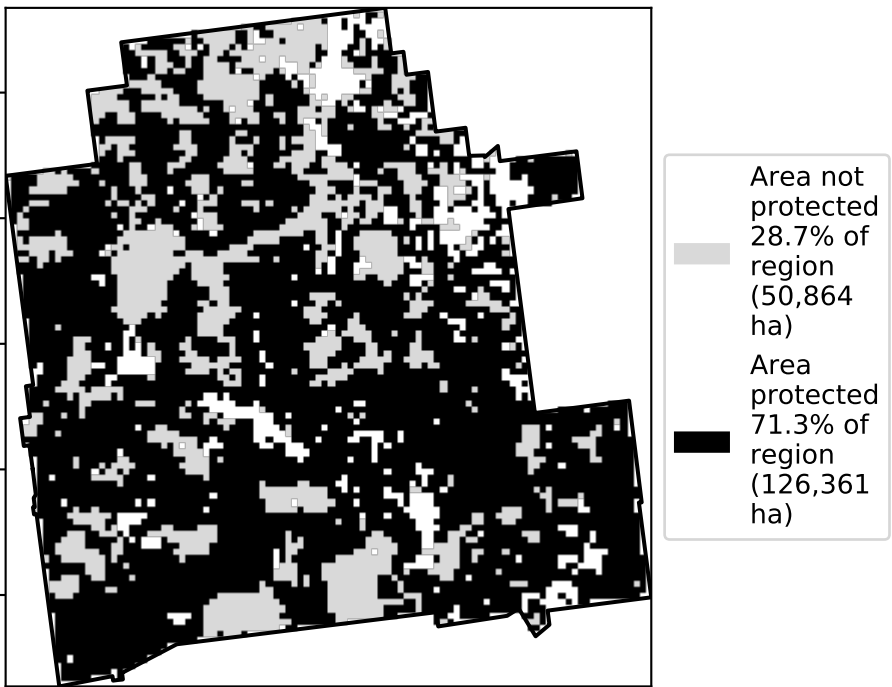 Area not
protected
28.7% of
region
(50,864
ha)
Area
protected
71.3% of
region
(126,361
ha)